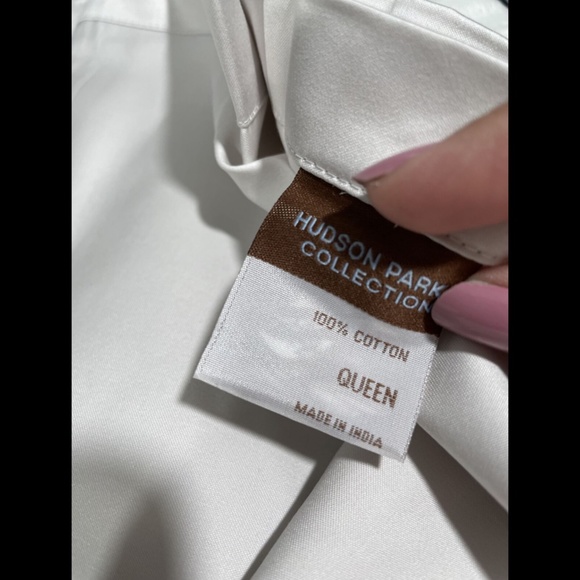 HUDSON PARK
COLLECTION
100% COTTON
QUEEN
MADE IN INDIA